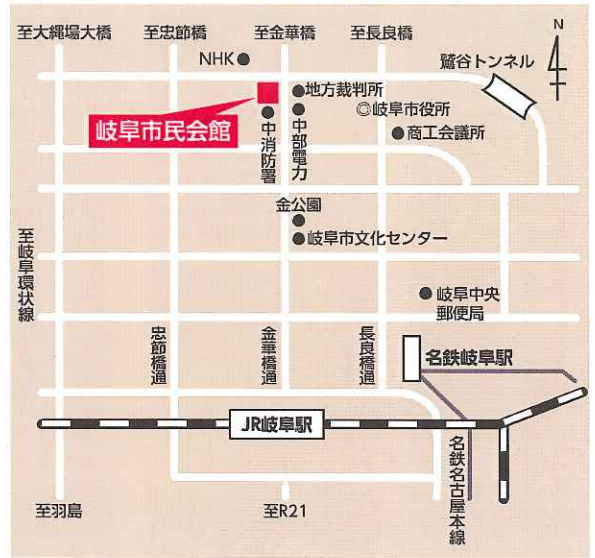 至大縄場大橋
至忠節橋
至金華橋
至長良橋
N
NHK
鷲谷トンネル
地方裁判所
岐阜市役所
岐阜市民会館
中消防署
中部電力
商工会議所
金公園
岐阜市文化センター
至岐阜環状線
岐阜中央
郵便局
忠節橋通
金華橋通
長良橋通
名鉄岐阜駅
JR岐阜駅
名鉄名古屋本線
至羽島
至R21